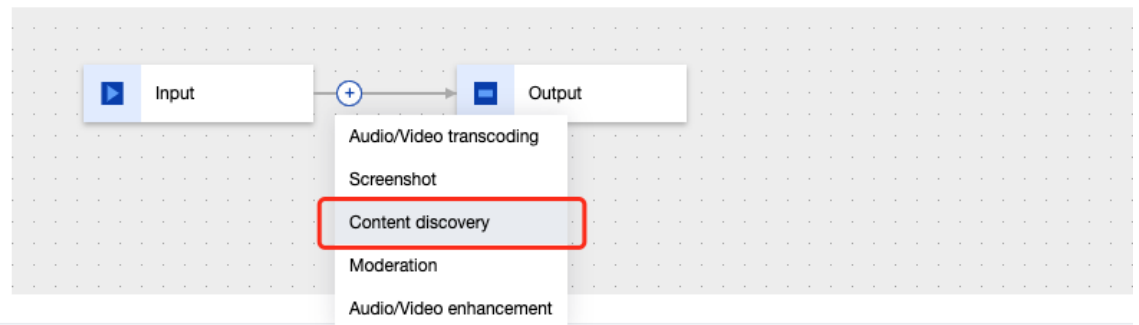 Input
Output
Audio/Video transcoding
Screenshot
Content discovery
Moderation
Audio/Video enhancement